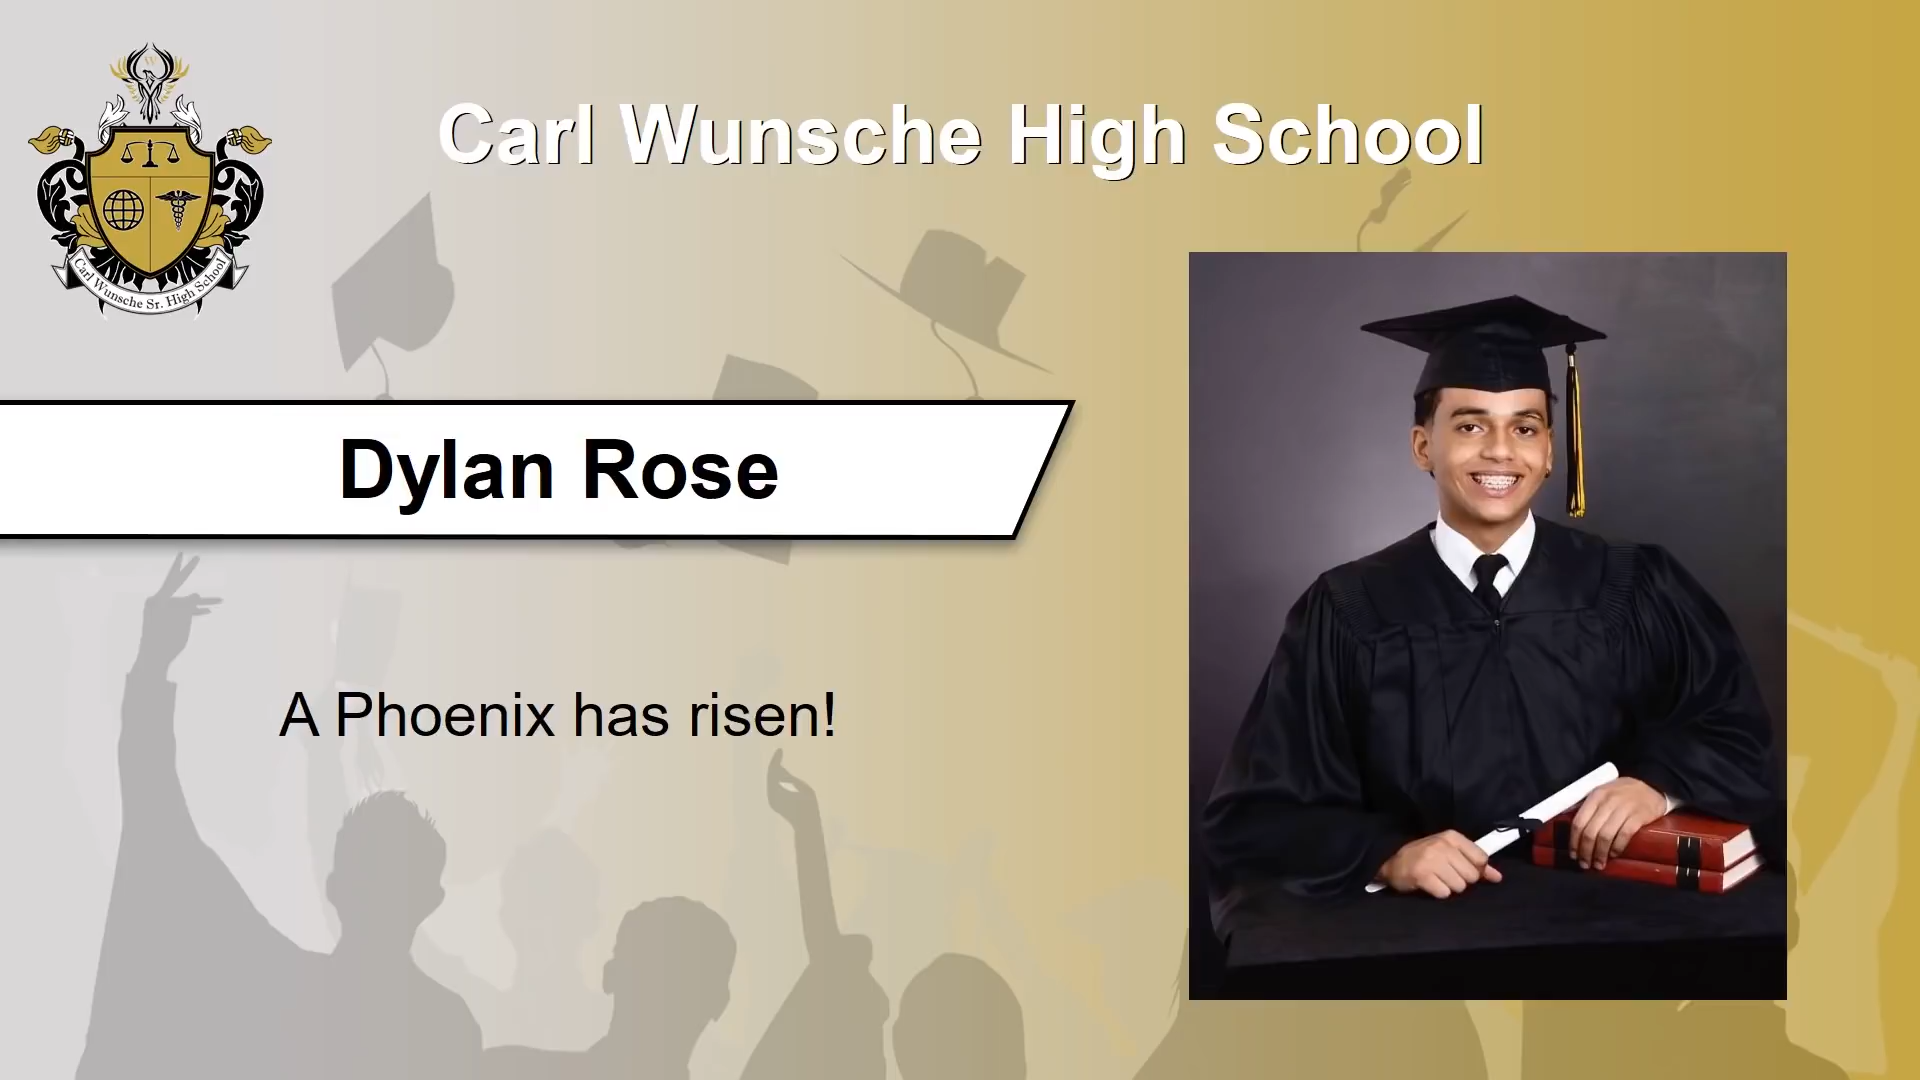 W
Carl Wunsche Sr. High School
Carl Wunsche High School
Dylan Rose
A Phoenix has risen!